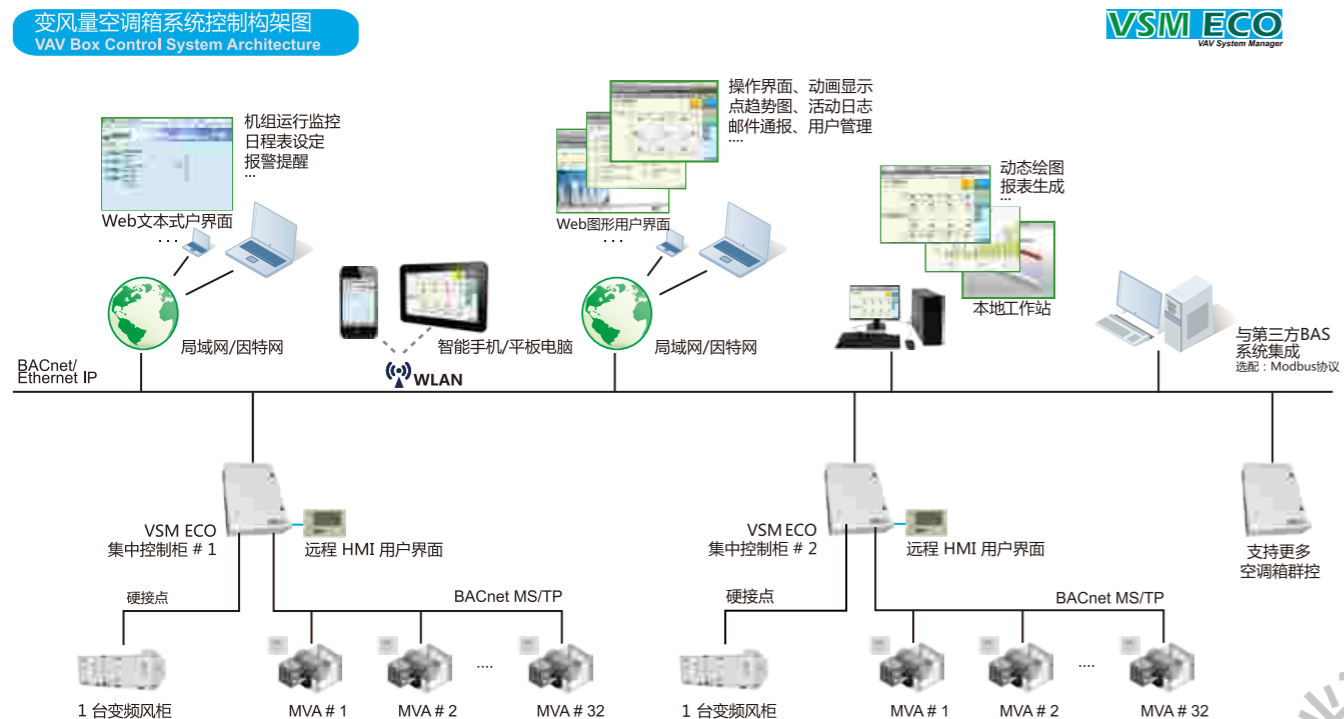 变风量空调箱系统控制构架图
VAV Box Control System Architecture
VSM ECO
VAV System Manager
机组运行监控
日程表设定
报警提醒
...
Web文本式户界面
...
操作界面、动画显示
点趋势图、活动日志
邮件通报、用户管理
....
Web图形用户界面
...
动态绘图
报表生成
...
本地工作站
局域网/因特网
智能手机/平板电脑
局域网/因特网
与第三方BAS
系统集成
选配：Modbus协议
BACnet/
Ethernet IP
WLAN
VSM ECO
集中控制柜 # 1
远程 HMI 用户界面
VSM ECO
集中控制柜 # 2
远程 HMI 用户界面
支持更多
空调箱群控
硬接点
BACnet MS/TP
硬接点
BACnet MS/TP
....
....
1 台变频风柜
MVA # 1
MVA # 2
MVA # 32
1 台变频风柜
MVA # 1
MVA # 2
MVA # 32